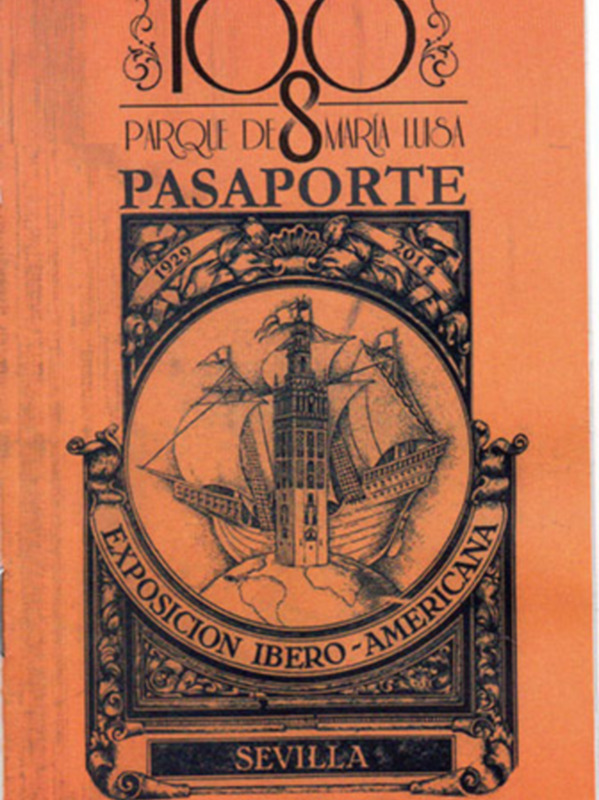 100
PARQUE DE MARÍA LUISA
PASAPORTE
1929 2014
EXPOSICION IBERO-AMERICANA
SEVILLA